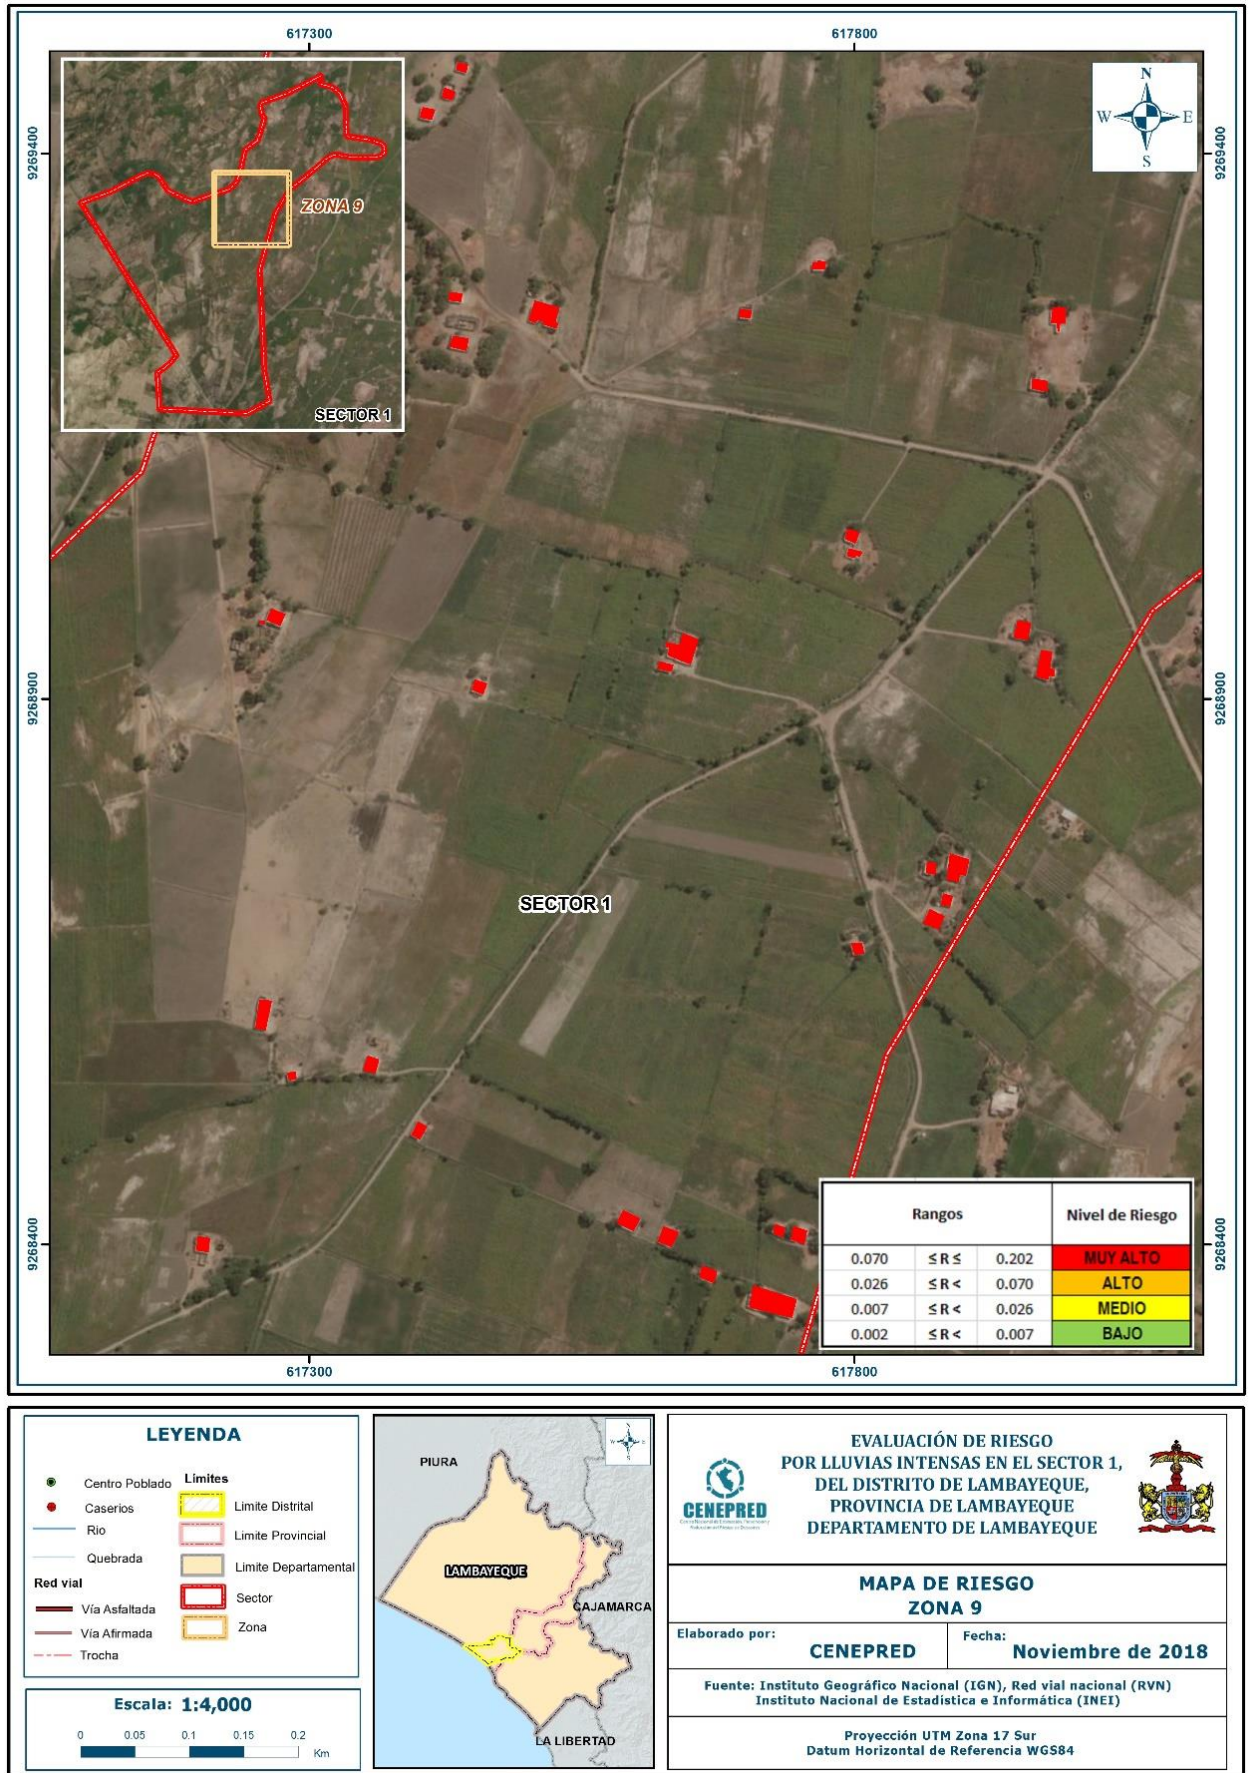 617300
617800
9269400
9269400
N
W
E
S
ZONA 9
SECTOR 1
9268900
9268900
SECTOR 1
9268400
9268400
Rangos
Nivel de Riesgo
0.070 ≤ R ≤ 0.202 MUY ALTO
0.026 ≤ R < 0.070 ALTO
0.007 ≤ R < 0.026 MEDIO
0.002 ≤ R < 0.007 BAJO
617300
617800
LEYENDA
Centro Poblado
Caserios
Rio
Quebrada
Red vial
Vía Asfaltada
Vía Afirmada
Trocha
Limites
Limite Distrital
Limite Provincial
Limite Departamental
Sector
Zona
Escala: 1:4,000
0 0.05 0.1 0.15 0.2
Km
PIURA
LAMBAYEQUE
CAJAMARCA
LA LIBERTAD
CENEPRED
EVALUACIÓN DE RIESGO
POR LLUVIAS INTENSAS EN EL SECTOR 1,
DEL DISTRITO DE LAMBAYEQUE,
PROVINCIA DE LAMBAYEQUE
DEPARTAMENTO DE LAMBAYEQUE
MAPA DE RIESGO
ZONA 9
Elaborado por:
CENEPRED
Fecha:
Noviembre de 2018
Fuente: Instituto Geográfico Nacional (IGN), Red vial nacional (RVN)
Instituto Nacional de Estadística e Informática (INEI)
Proyección UTM Zona 17 Sur
Datum Horizontal de Referencia WGS84